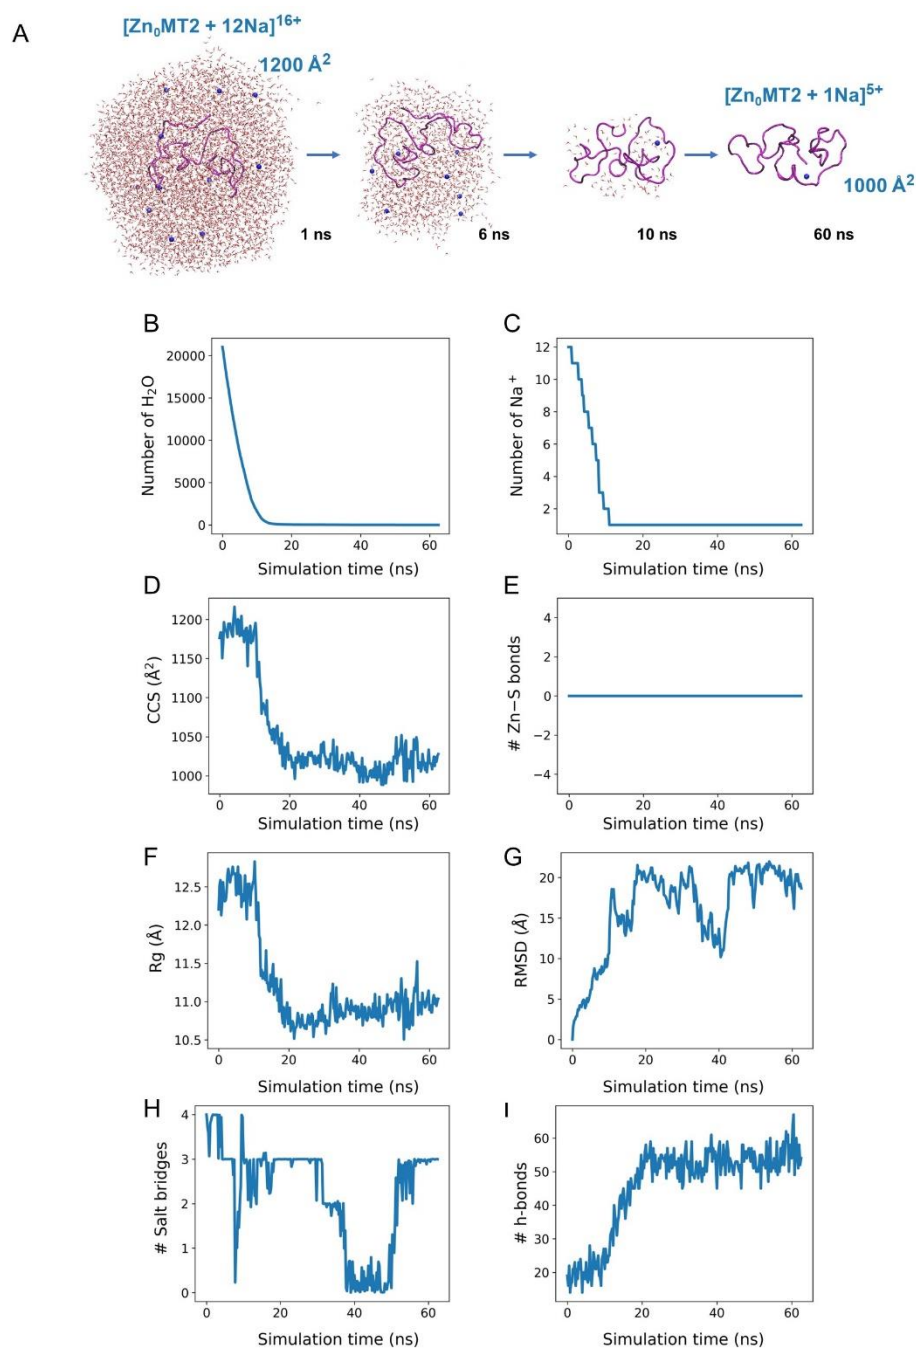 A
[Zn₀MT2 + 12Na]¹⁶⁺
1200 Å²
[Zn₀MT2 + 1Na]⁵⁺
1000 Å²
1 ns
6 ns
10 ns
60 ns
B
Number of H₂O
20000
15000
10000
5000
0
0 20 40 60
Simulation time (ns)
C
Number of Na⁺
12
10
8
6
4
2
0 20 40 60
Simulation time (ns)
D
CCS (Å²)
1200
1150
1100
1050
1000
0 20 40 60
Simulation time (ns)
E
# Zn−S bonds
4
2
0
−2
−4
0 20 40 60
Simulation time (ns)
F
Rg (Å)
12.5
12.0
11.5
11.0
10.5
0 20 40 60
Simulation time (ns)
G
RMSD (Å)
20
15
10
5
0
0 20 40 60
Simulation time (ns)
H
# Salt bridges
4
3
2
1
0
0 20 40 60
Simulation time (ns)
I
# h-bonds
60
50
40
30
20
0 20 40 60
Simulation time (ns)